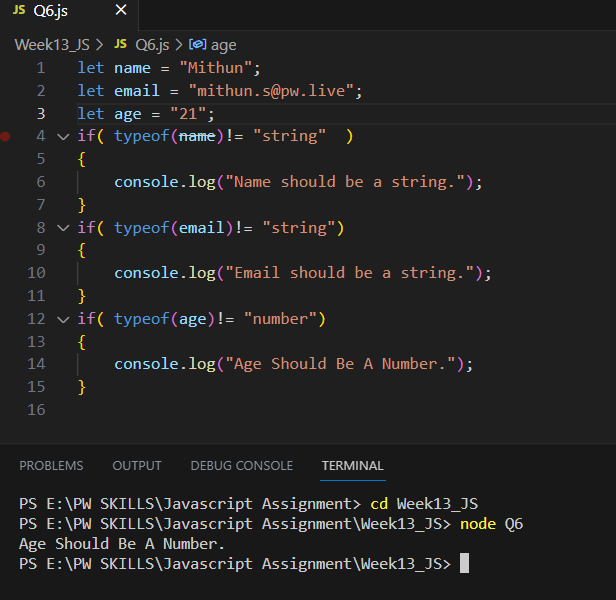 JS Q6.js ×
Week13_JS > JS Q6.js > age
1 let name = "Mithun";
2 let email = "mithun.s@pw.live";
3 let age = "21";
4 if( typeof(name)!= "string"  )
5 {
6     console.log("Name should be a string.");
7 }
8 if( typeof(email)!= "string")
9 {
10     console.log("Email should be a string.");
11 }
12 if( typeof(age)!= "number")
13 {
14     console.log("Age Should Be A Number.");
15 }
16
PROBLEMS OUTPUT DEBUG CONSOLE TERMINAL
PS E:\PW SKILLS\Javascript Assignment> cd Week13_JS
PS E:\PW SKILLS\Javascript Assignment\Week13_JS> node Q6
Age Should Be A Number.
PS E:\PW SKILLS\Javascript Assignment\Week13_JS>